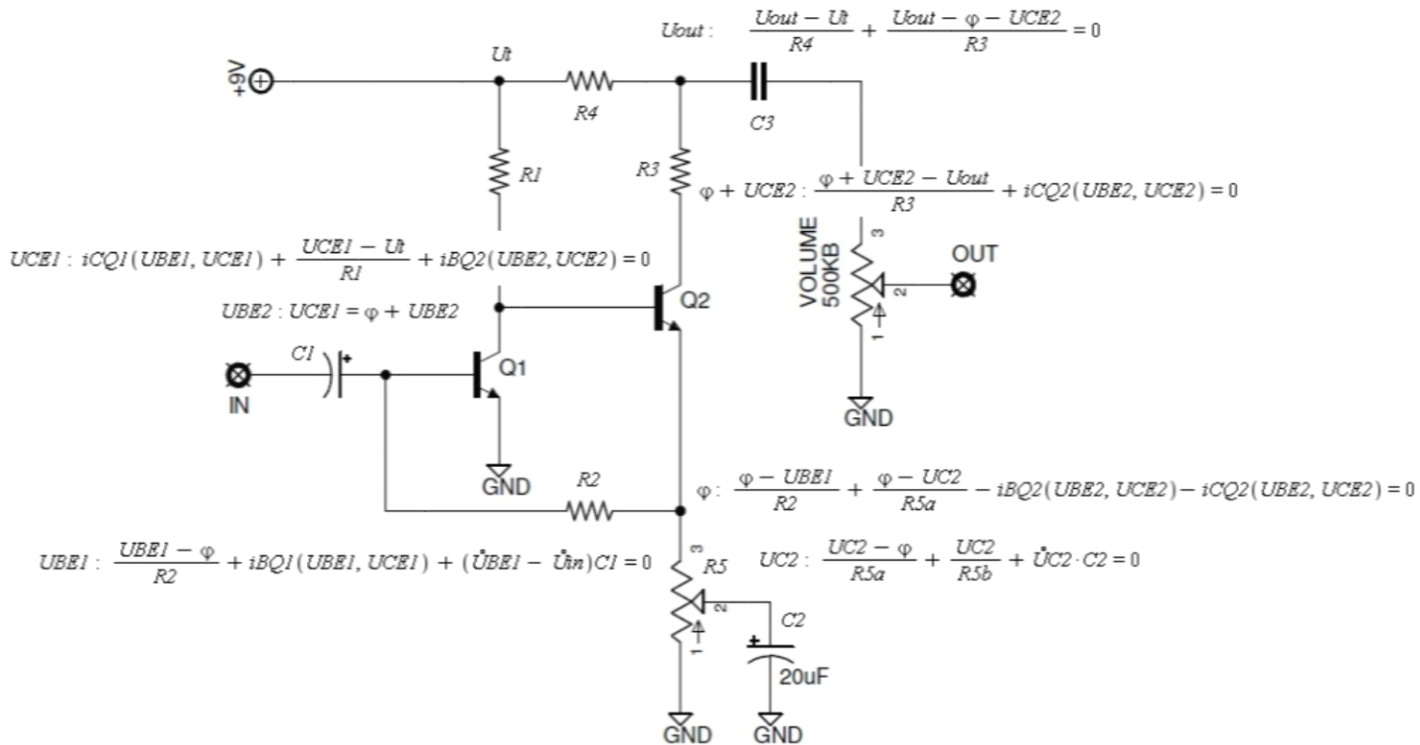 Uout : (Uout − Ut)/R4 + (Uout − φ − UCE2)/R3 = 0
Ut
+9V
R4
C3
R1
R3
φ + UCE2 : (φ + UCE2 − Uout)/R3 + iCQ2(UBE2, UCE2) = 0
UCE1 : iCQ1(UBE1, UCE1) + (UCE1 − Ut)/R1 + iBQ2(UBE2, UCE2) = 0
VOLUME
500KB
3
2
1
OUT
UBE2 : UCE1 = φ + UBE2
Q2
C1
+
Q1
IN
GND
GND
R2
φ : (φ − UBE1)/R2 + (φ − UC2)/R5a − iBQ2(UBE2, UCE2) − iCQ2(UBE2, UCE2) = 0
UBE1 : (UBE1 − φ)/R2 + iBQ1(UBE1, UCE1) + (ŮBE1 − Ůin)C1 = 0
3
R5
2
1
UC2 : (UC2 − φ)/R5a + UC2/R5b + ŮC2 · C2 = 0
C2
+
20uF
GND
GND